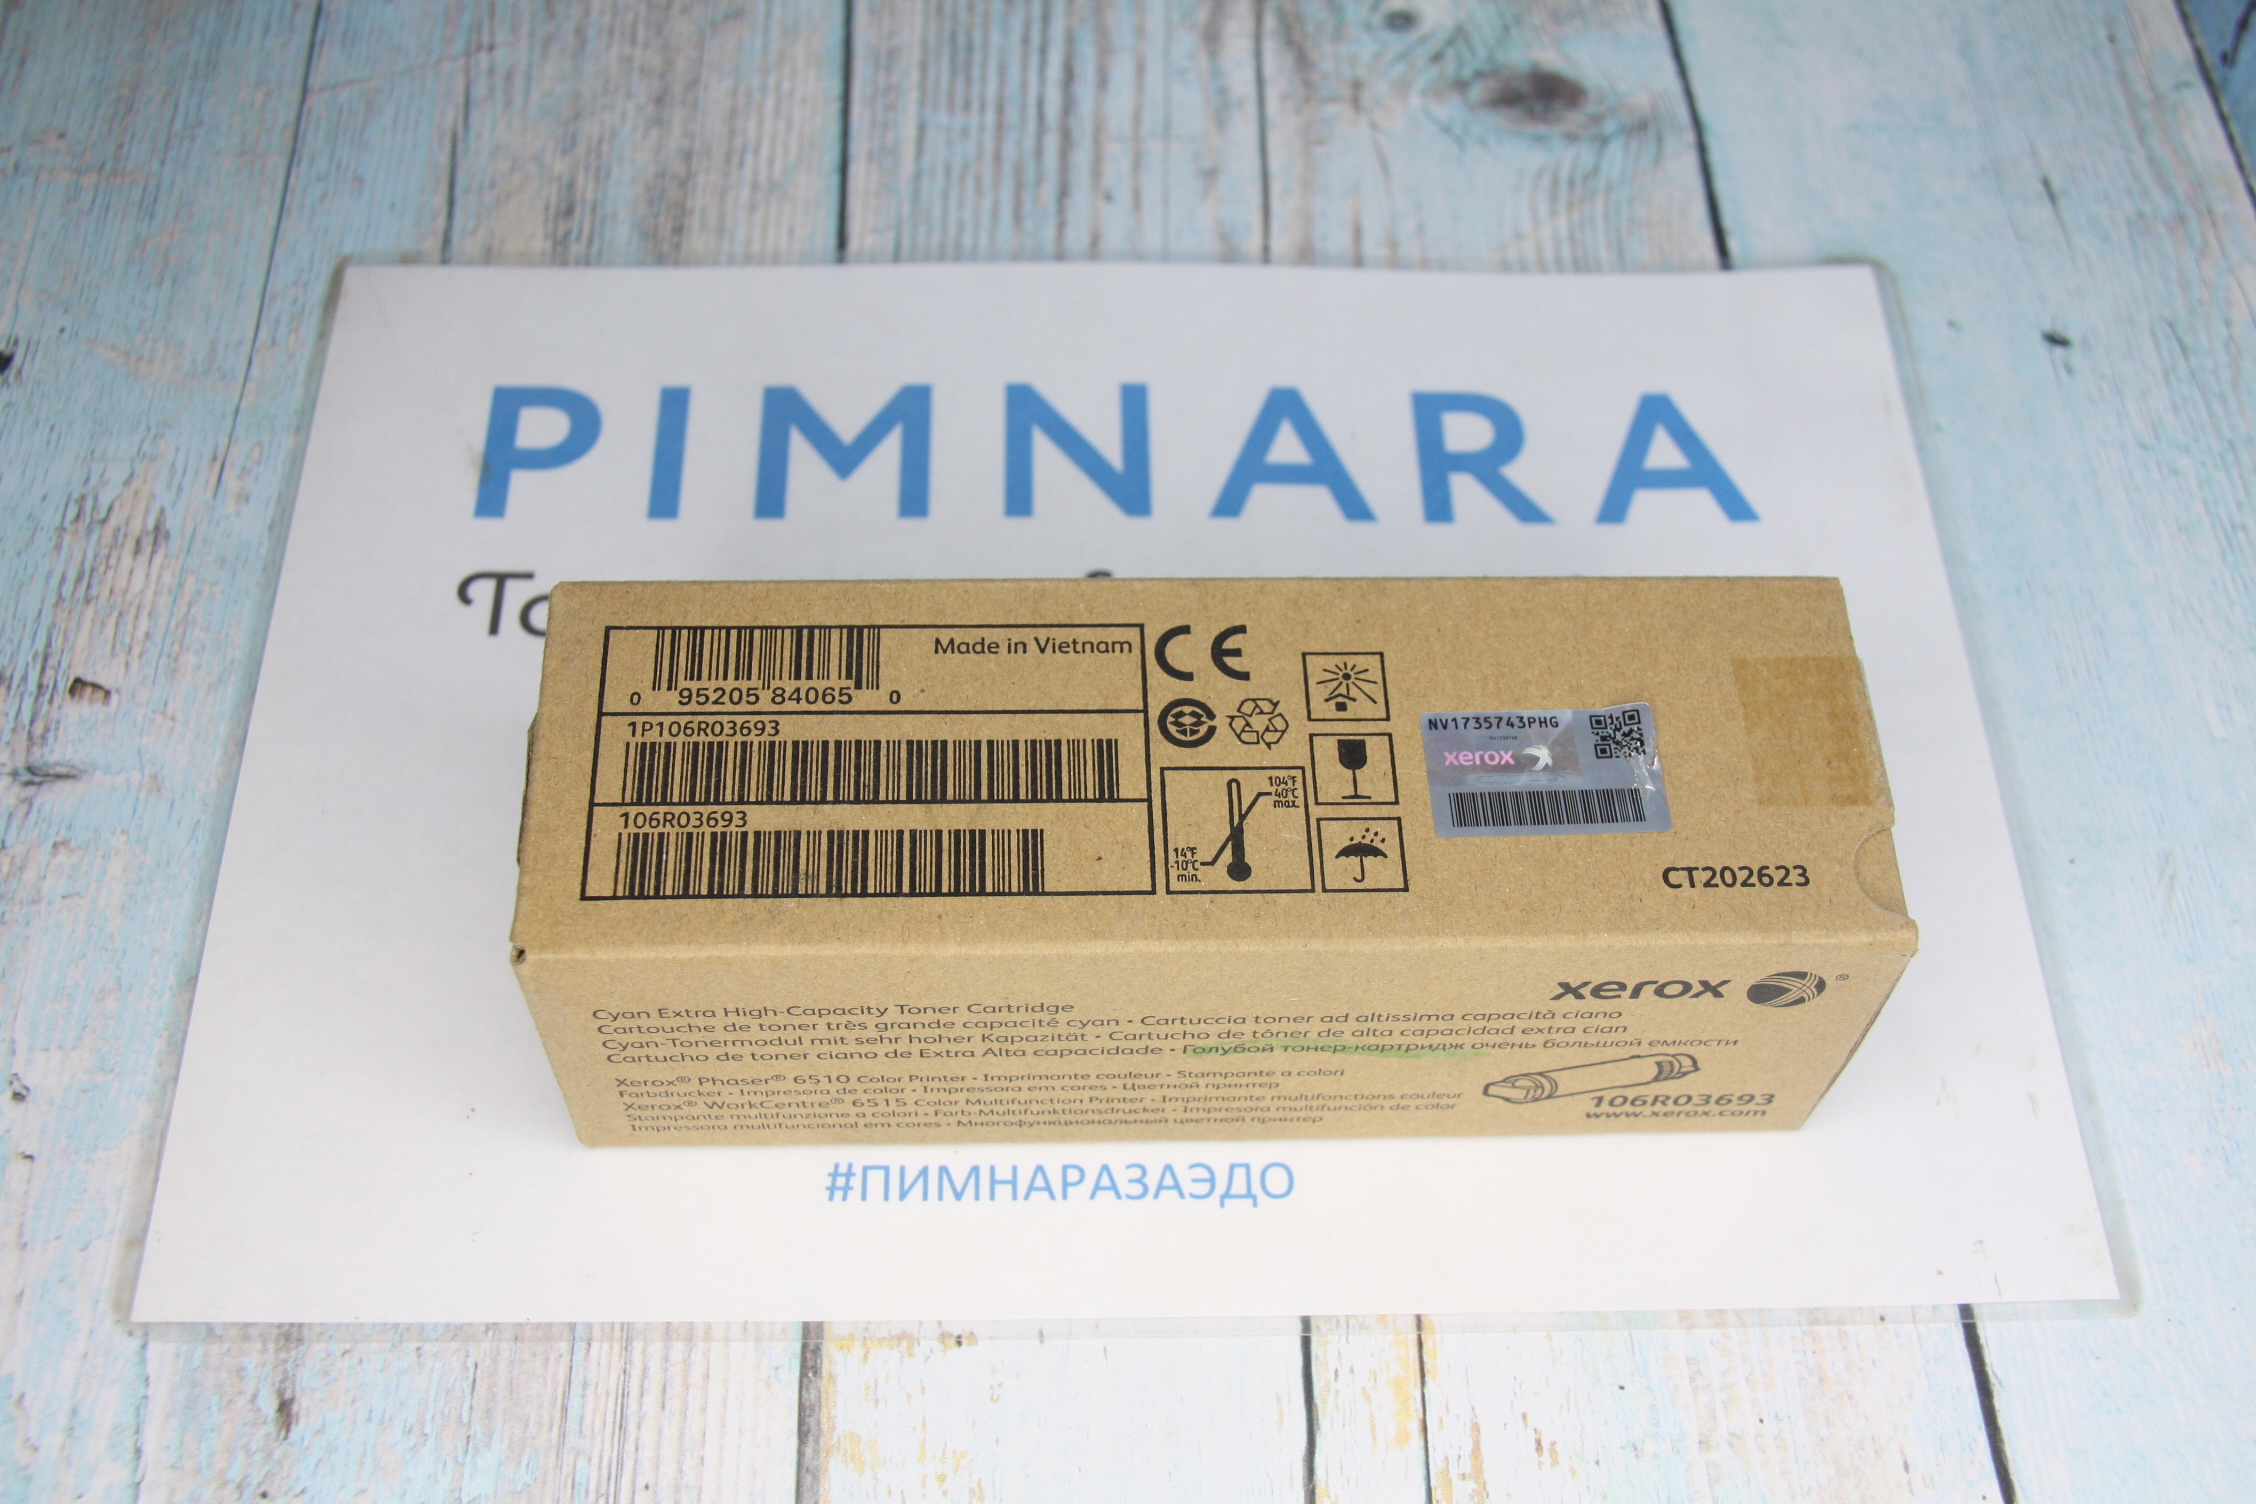 PIMNARA
Made in Vietnam
0 95205 84065 0
1P106R03693
106R03693
104°F
40°C
max.
14°F
-10°C
min.
NV1735743PHG
xerox
CT202623
xerox ®
Cyan Extra High-Capacity Toner Cartridge
Cartouche de toner très grande capacité cyan • Cartuccia toner ad altissima capacità ciano
Cyan-Tonermodul mit sehr hoher Kapazität • Cartucho de tóner de alta capacidad extra cian
Cartucho de toner ciano de Extra Alta capacidade • Голубой тонер-картридж очень большой емкости
Xerox® Phaser® 6510 Color Printer • Imprimante couleur • Stampante a colori
Farbdrucker • Impresora de color • Impressora em cores • Цветной принтер
Xerox® WorkCentre® 6515 Color Multifunction Printer • Imprimante multifonctions couleur
Stampante multifunzione a colori • Farb-Multifunktionsdrucker • Impresora multifunción de color
Impressora multifuncional em cores • Многофункциональный цветной принтер
106R03693
www.xerox.com
#ПИМНАРАЗАЭДО